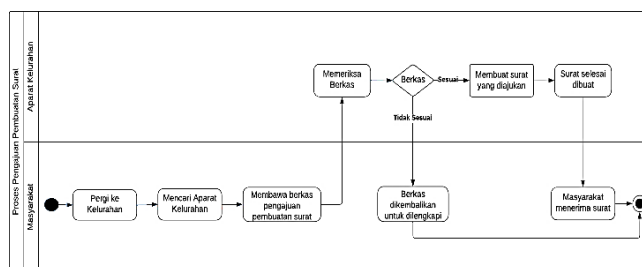 Proses Pengajuan Pembuatan Surat
Aparat Kelurahan
Memeriksa
Berkas
Berkas
Sesuai
Membuat surat
yang diajukan
Surat selesai
dibuat
Tidak Sesuai
Masyarakat
Pergi ke
Kelurahan
Mencari Aparat
Kelurahan
Membawa berkas
pengajuan
pembuatan surat
Berkas
dikembalikan
untuk dilengkapi
Masyarakat
menerima surat